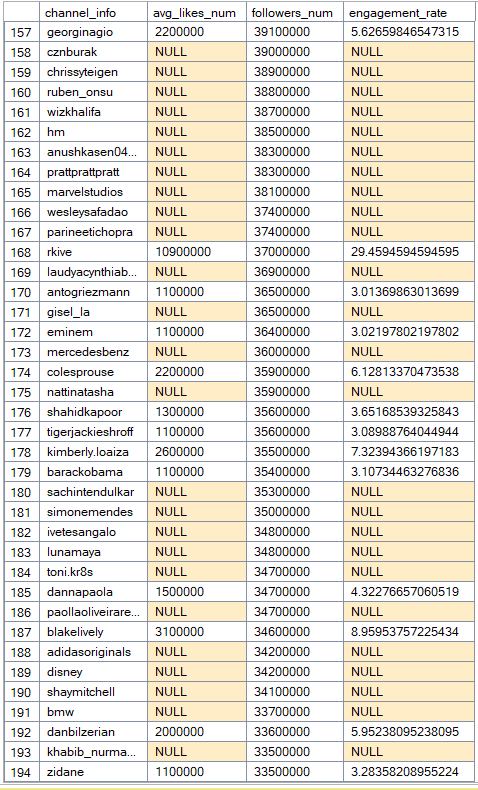 channel_info avg_likes_num followers_num engagement_rate
157 georginagio 2200000 39100000 5.62659846547315
158 cznburak NULL 39000000 NULL
159 chrissyteigen NULL 38900000 NULL
160 ruben_onsu NULL 38800000 NULL
161 wizkhalifa NULL 38700000 NULL
162 hm NULL 38500000 NULL
163 anushkasen04... NULL 38300000 NULL
164 prattprattpratt NULL 38300000 NULL
165 marvelstudios NULL 38100000 NULL
166 wesleysafadao NULL 37400000 NULL
167 parineetichopra NULL 37400000 NULL
168 rkive 10900000 37000000 29.4594594594595
169 laudyacynthiab... NULL 36900000 NULL
170 antogriezmann 1100000 36500000 3.01369863013699
171 gisel_la NULL 36500000 NULL
172 eminem 1100000 36400000 3.02197802197802
173 mercedesbenz NULL 36000000 NULL
174 colesprouse 2200000 35900000 6.12813370473538
175 nattinatasha NULL 35900000 NULL
176 shahidkapoor 1300000 35600000 3.65168539325843
177 tigerjackieshroff 1100000 35600000 3.08988764044944
178 kimberly.loaiza 2600000 35500000 7.32394366197183
179 barackobama 1100000 35400000 3.10734463276836
180 sachintendulkar NULL 35300000 NULL
181 simonemendes NULL 35000000 NULL
182 ivetesangalo NULL 34800000 NULL
183 lunamaya NULL 34800000 NULL
184 toni.kr8s NULL 34700000 NULL
185 dannapaola 1500000 34700000 4.32276657060519
186 paollaoliveirare... NULL 34700000 NULL
187 blakelively 3100000 34600000 8.95953757225434
188 adidasoriginals NULL 34200000 NULL
189 disney NULL 34200000 NULL
190 shaymitchell NULL 34100000 NULL
191 bmw NULL 33700000 NULL
192 danbilzerian 2000000 33600000 5.95238095238095
193 khabib_nurma... NULL 33500000 NULL
194 zidane 1100000 33500000 3.28358208955224